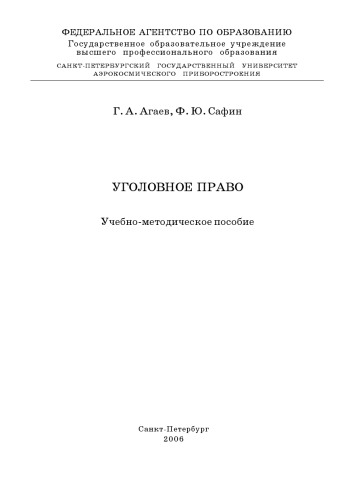 ФЕДЕРАЛЬНОЕ АГЕНТСТВО ПО ОБРАЗОВАНИЮ
Государственное образовательное учреждение
высшего профессионального образования
САНКТ-ПЕТЕРБУРГСКИЙ ГОСУДАРСТВЕННЫЙ УНИВЕРСИТЕТ
АЭРОКОСМИЧЕСКОГО ПРИБОРОСТРОЕНИЯ
Г. А. Агаев, Ф. Ю. Сафин
УГОЛОВНОЕ ПРАВО
Учебно-методическое пособие
Санкт-Петербург
2006